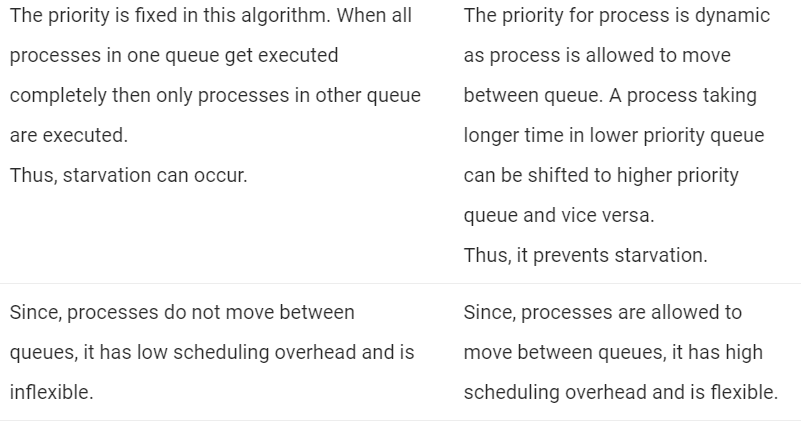 The priority is fixed in this algorithm. When all
processes in one queue get executed
completely then only processes in other queue
are executed.
Thus, starvation can occur.
The priority for process is dynamic
as process is allowed to move
between queue. A process taking
longer time in lower priority queue
can be shifted to higher priority
queue and vice versa.
Thus, it prevents starvation.
Since, processes do not move between
queues, it has low scheduling overhead and is
inflexible.
Since, processes are allowed to
move between queues, it has high
scheduling overhead and is flexible.